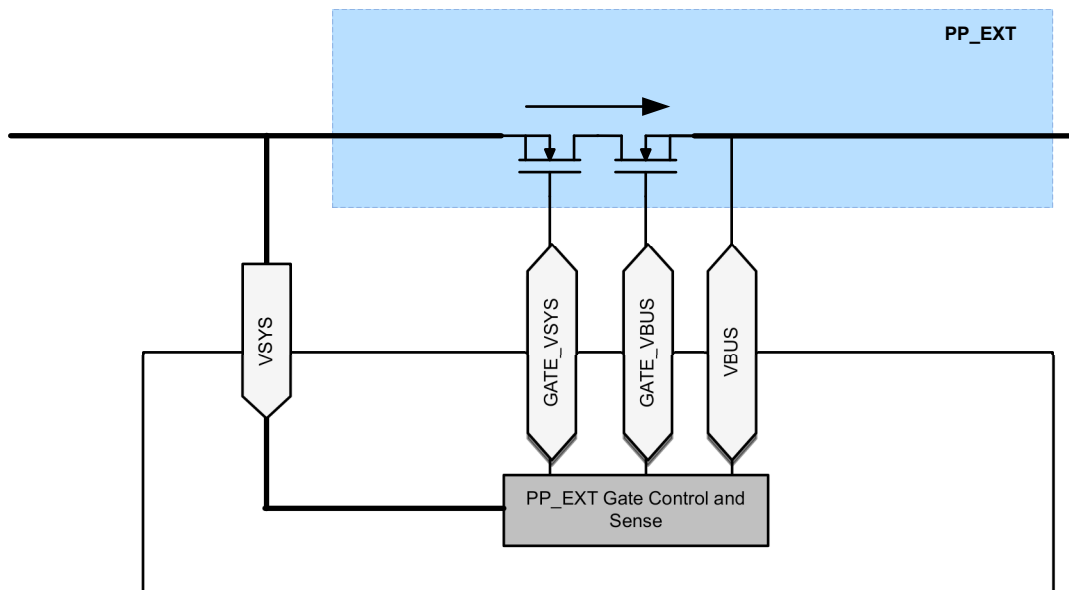 PP_EXT
VSYS
GATE_VSYS
GATE_VBUS
VBUS
PP_EXT Gate Control and
Sense